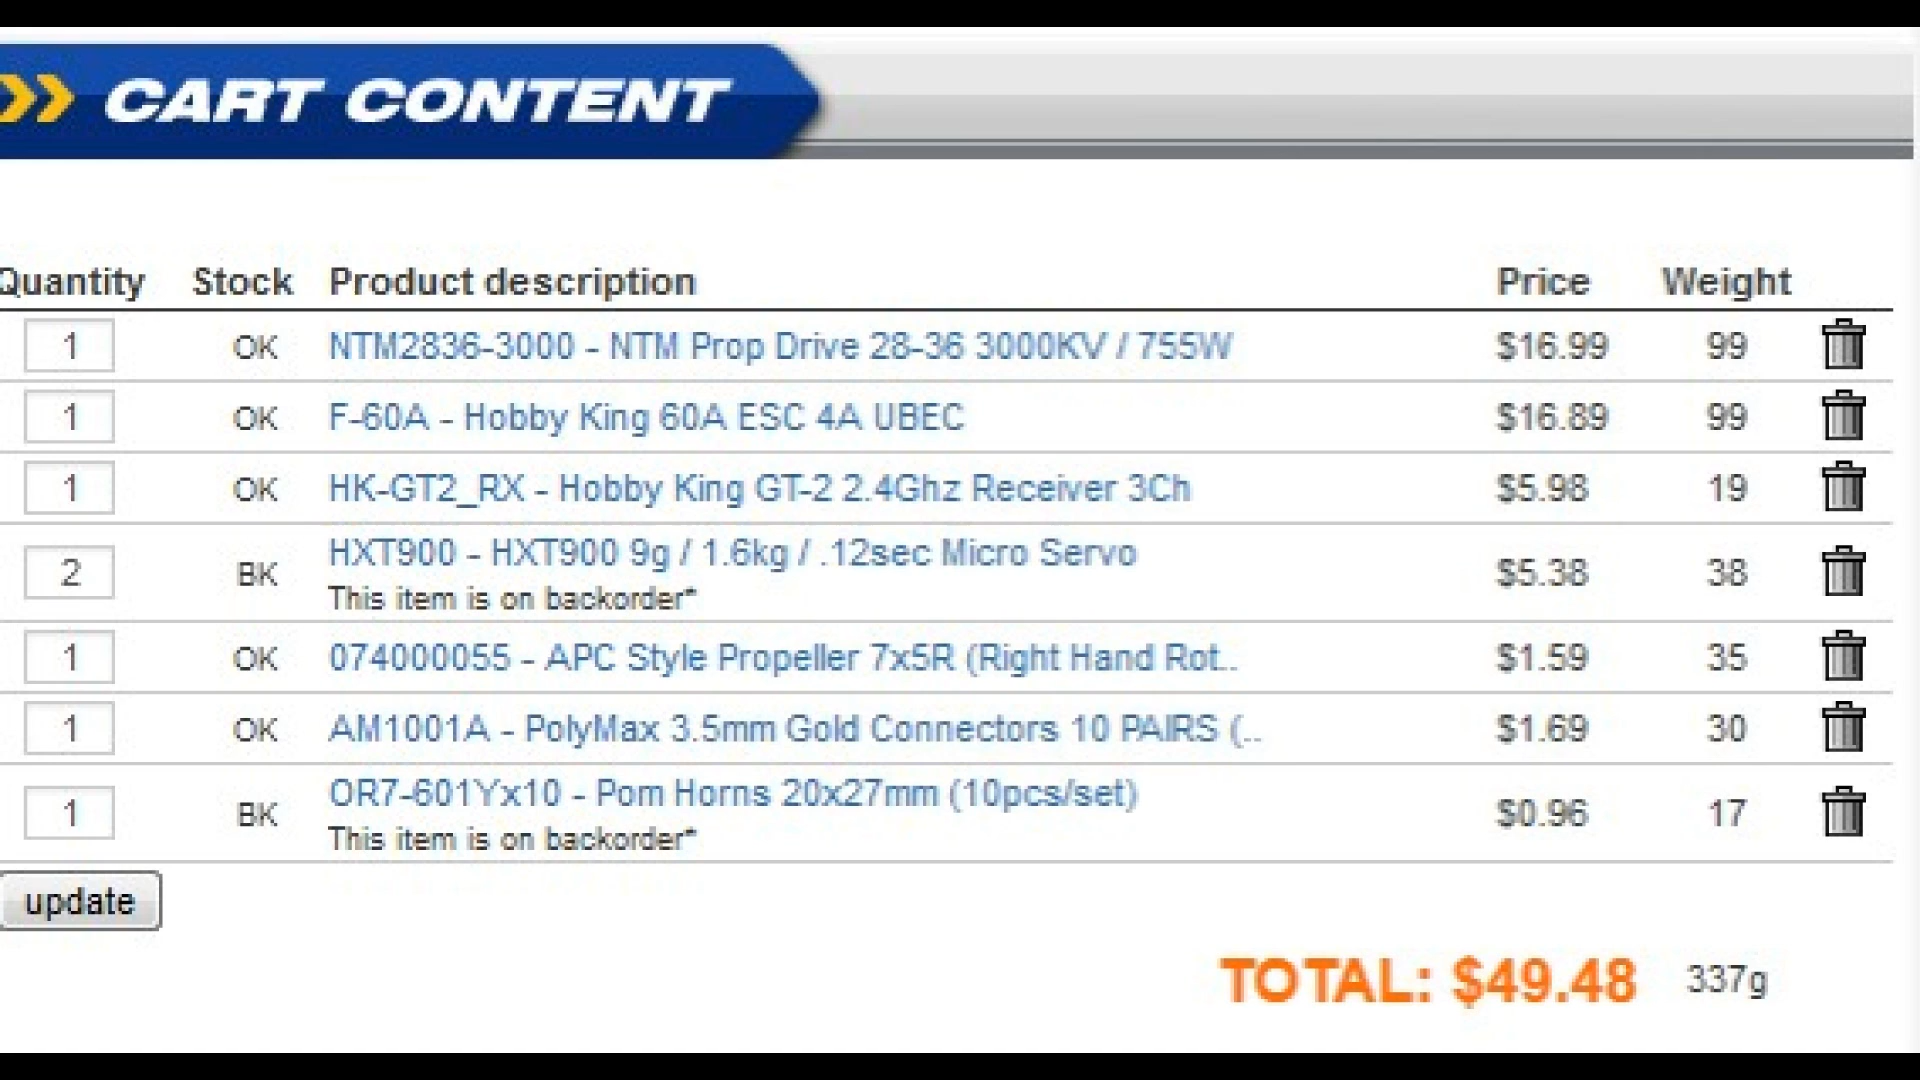 CART CONTENT
Quantity Stock Product description Price Weight
1 OK NTM2836-3000 - NTM Prop Drive 28-36 3000KV / 755W $16.99 99
1 OK F-60A - Hobby King 60A ESC 4A UBEC $16.89 99
1 OK HK-GT2_RX - Hobby King GT-2 2.4Ghz Receiver 3Ch $5.98 19
2 BK HXT900 - HXT900 9g / 1.6kg / .12sec Micro Servo $5.38 38
This item is on backorder*
1 OK 074000055 - APC Style Propeller 7x5R (Right Hand Rot.. $1.59 35
1 OK AM1001A - PolyMax 3.5mm Gold Connectors 10 PAIRS (.. $1.69 30
1 BK OR7-601Yx10 - Pom Horns 20x27mm (10pcs/set) $0.96 17
This item is on backorder*
update
TOTAL: $49.48 337g